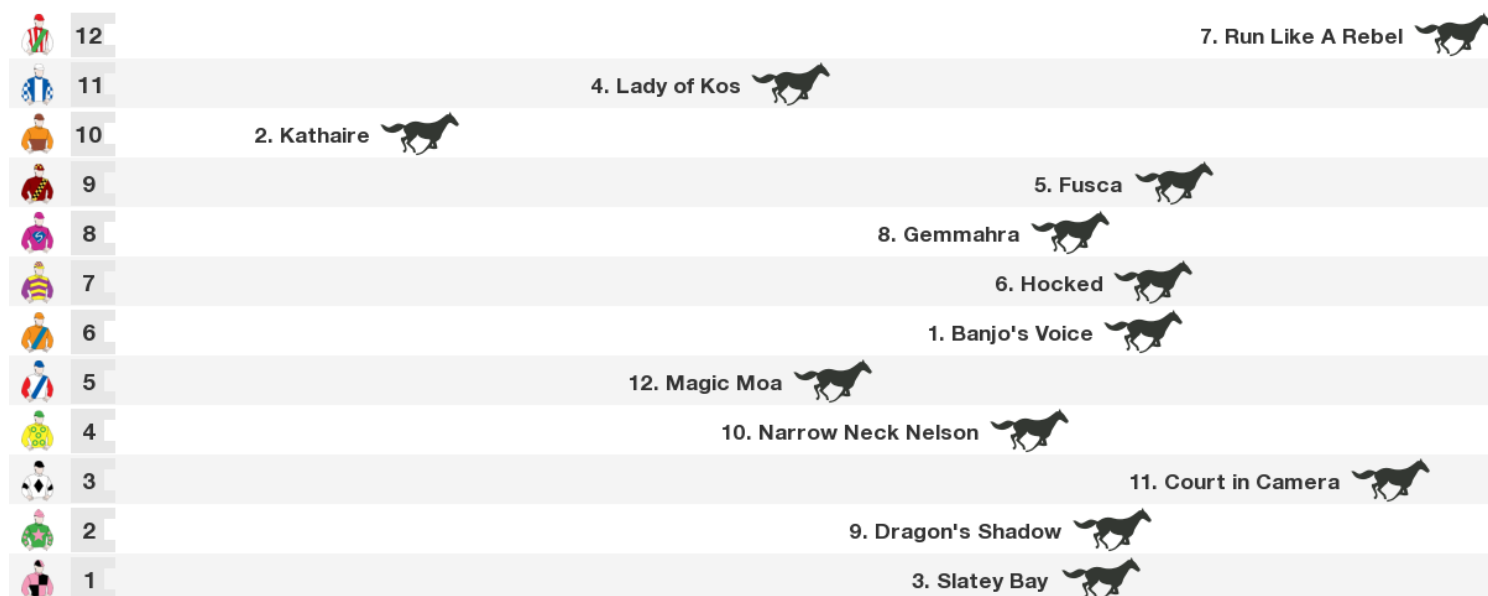 12 7. Run Like A Rebel
11 4. Lady of Kos
10 2. Kathaire
9 5. Fusca
8 8. Gemmahra
7 6. Hocked
6 1. Banjo's Voice
5 12. Magic Moa
4 10. Narrow Neck Nelson
3 11. Court in Camera
2 9. Dragon's Shadow
1 3. Slatey Bay